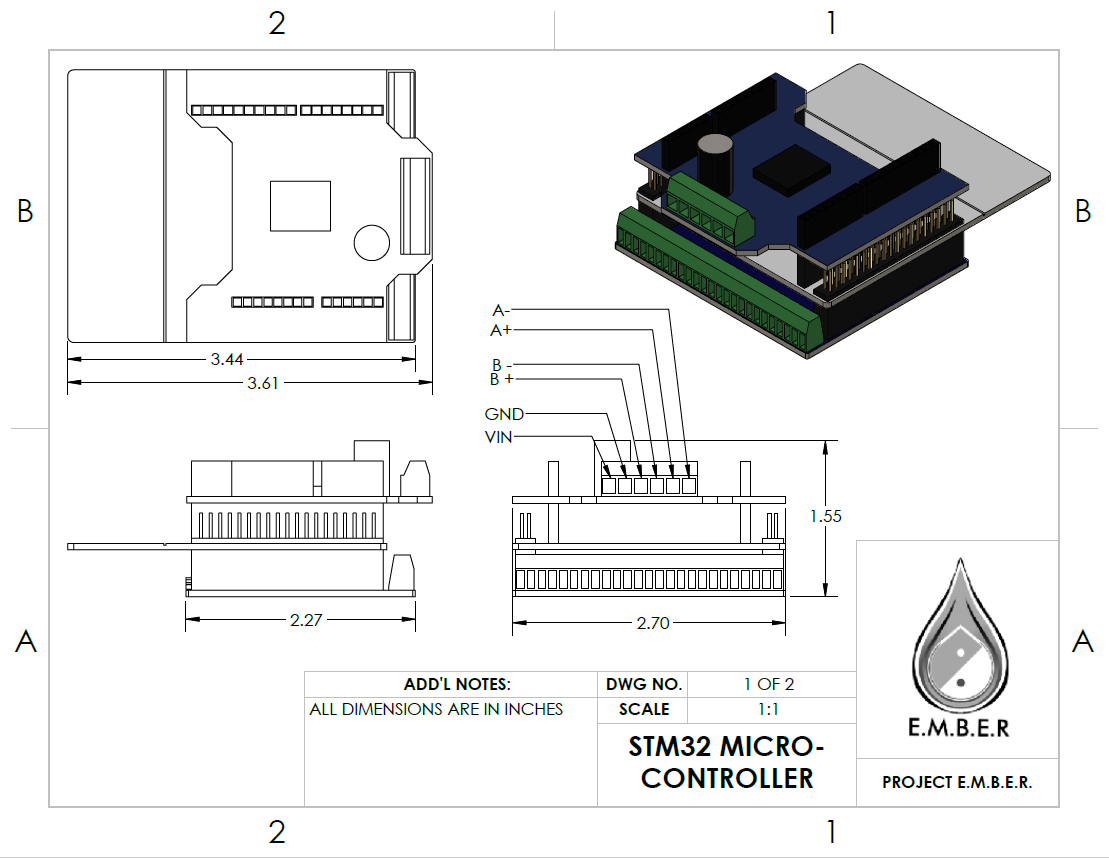 2 1
B B
3.44
3.61
A-
A+
B -
B +
GND
VIN
1.55
2.27
2.70
A A
ADD'L NOTES:
ALL DIMENSIONS ARE IN INCHES
DWG NO. 1 OF 2
SCALE 1:1
STM32 MICRO-
CONTROLLER
E.M.B.E.R
PROJECT E.M.B.E.R.
2 1